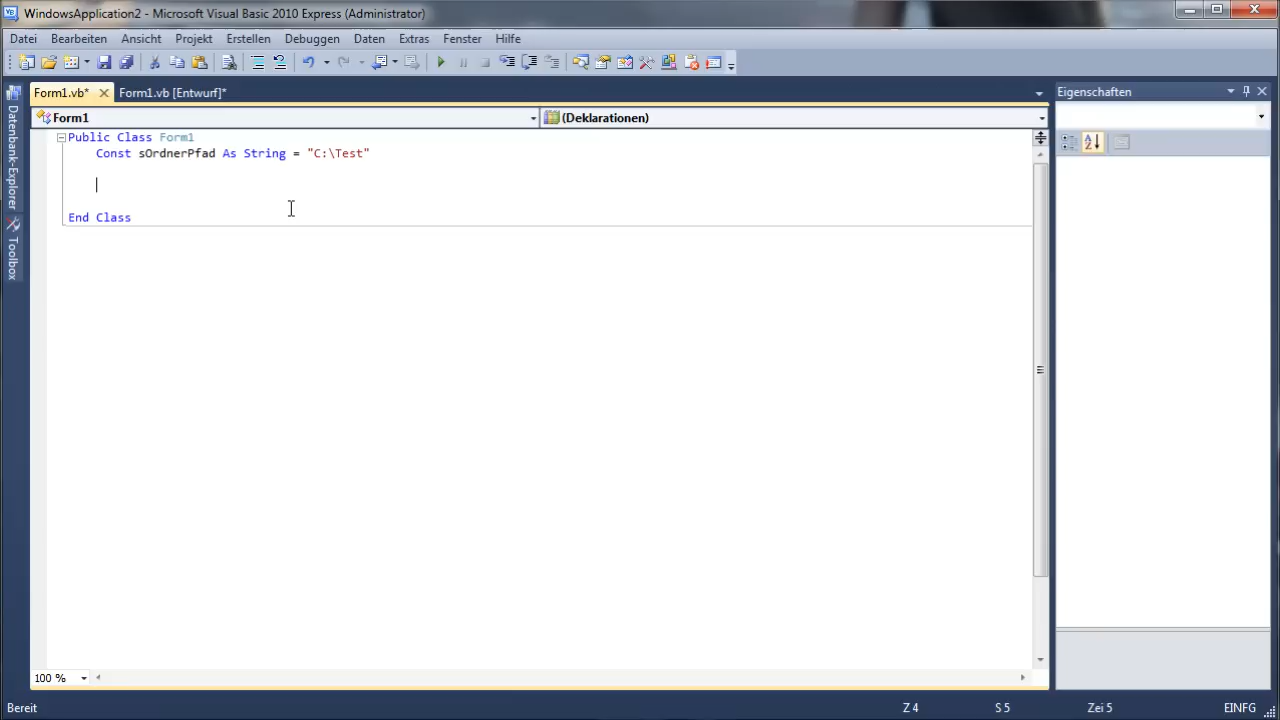 WindowsApplication2 - Microsoft Visual Basic 2010 Express (Administrator)
Datei Bearbeiten Ansicht Projekt Erstellen Debuggen Daten Extras Fenster Hilfe
Form1.vb* Form1.vb [Entwurf]*
Eigenschaften
Form1 (Deklarationen)
Datenbank-Explorer
Toolbox
Public Class Form1
Const sOrdnerPfad As String = "C:\Test"
End Class
100 %
Bereit Z 4 S 5 Zei 5 EINFG